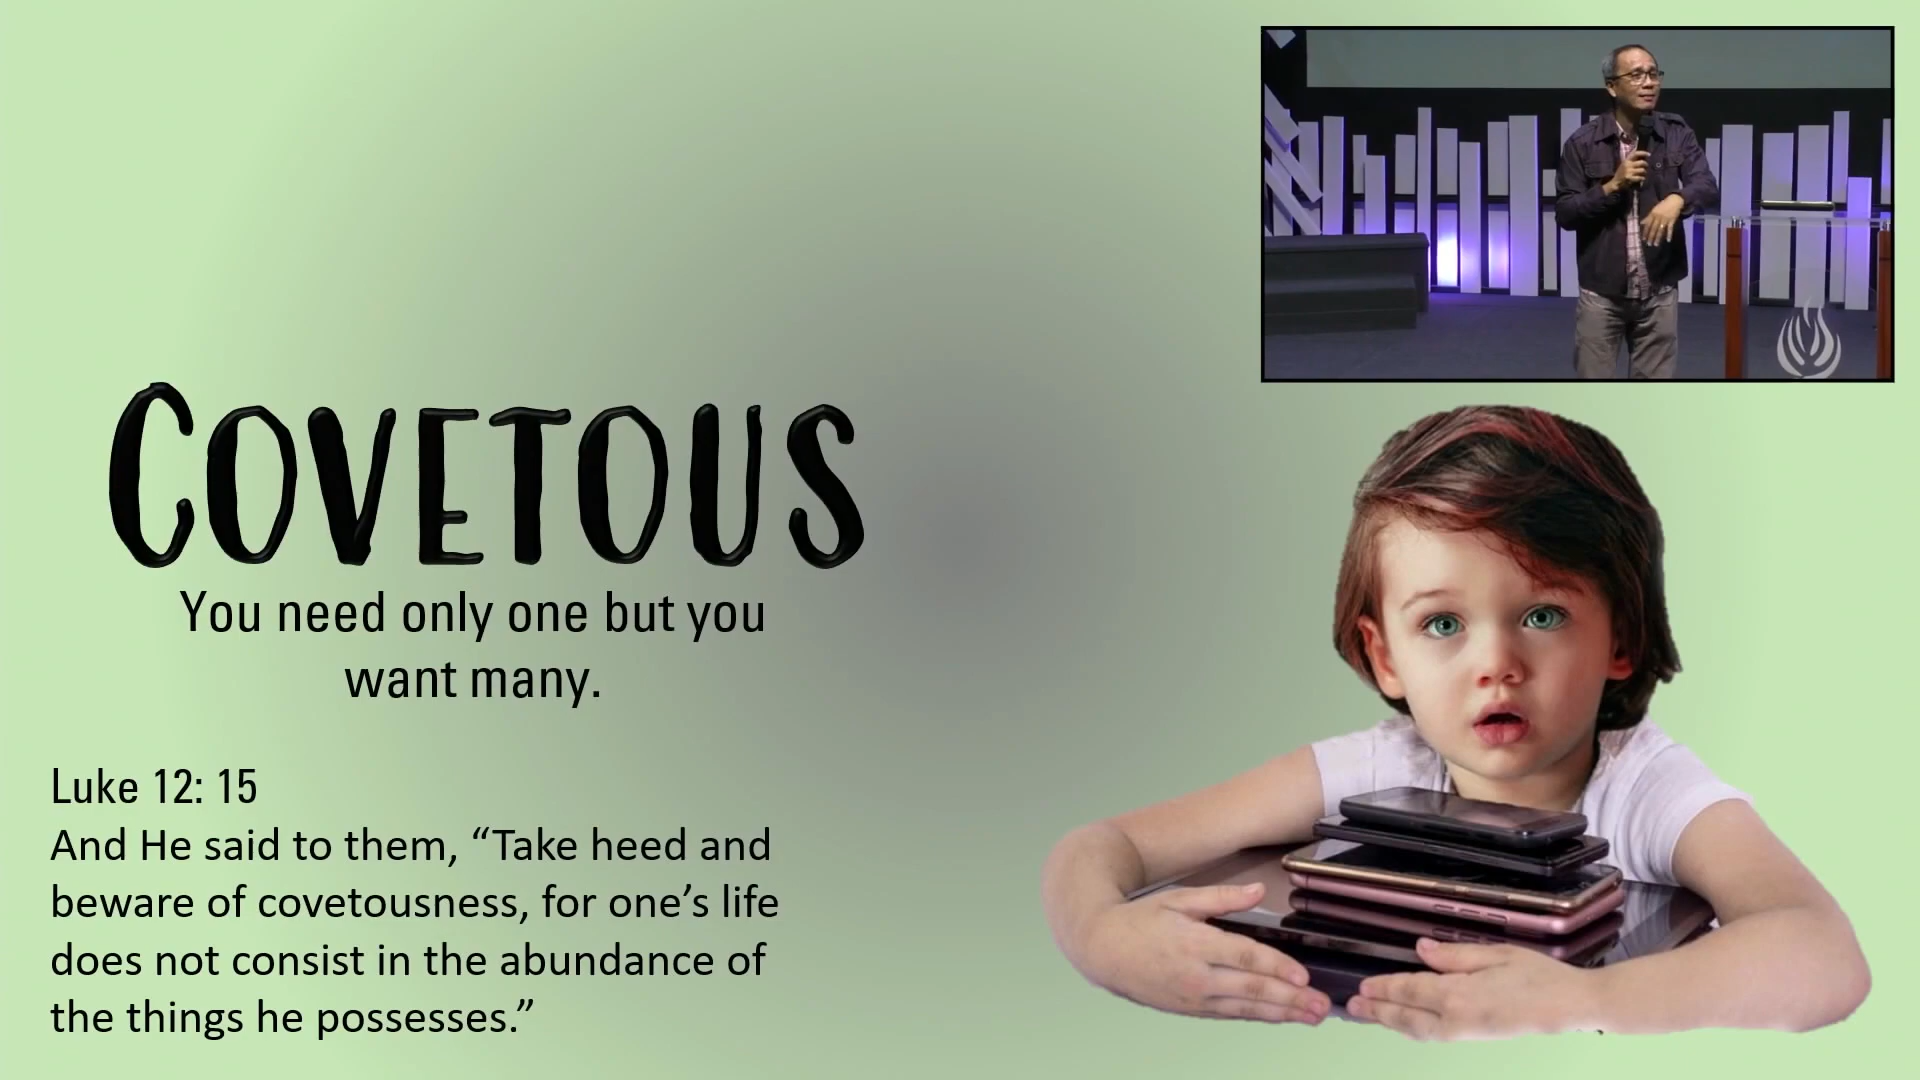 COVETOUS
You need only one but you
want many.
Luke 12: 15
And He said to them, “Take heed and
beware of covetousness, for one’s life
does not consist in the abundance of
the things he possesses.”